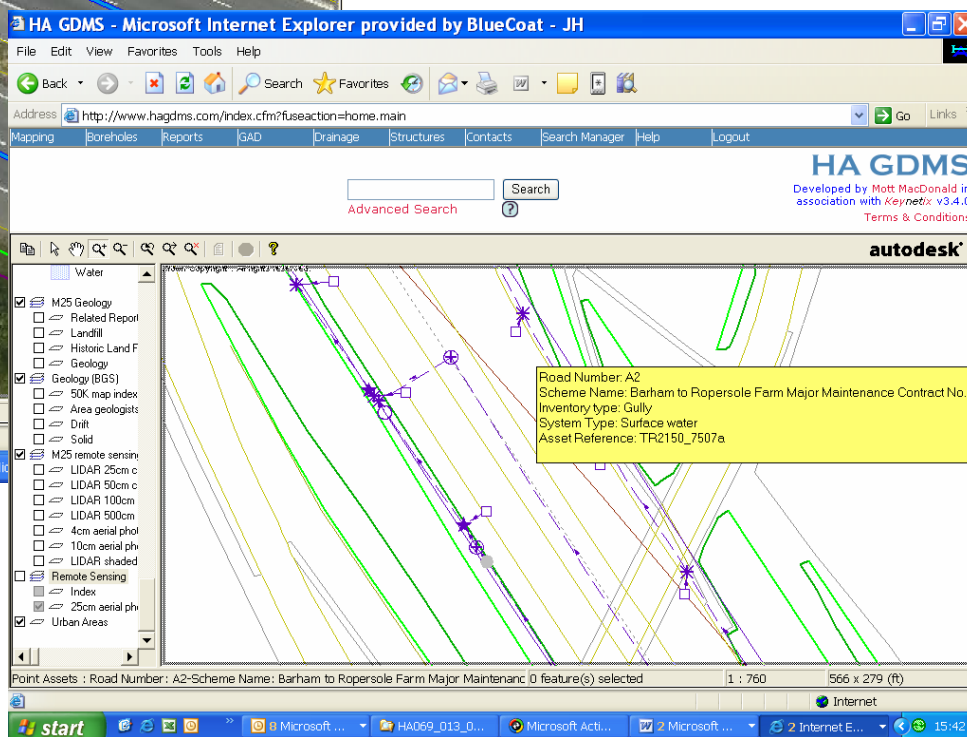 HA GDMS - Microsoft Internet Explorer provided by BlueCoat - JH
File Edit View Favorites Tools Help
Back Search Favorites
Address http://www.hagdms.com/index.cfm?fuseaction=home.main Go Links
Mapping Boreholes Reports GAD Drainage Structures Contacts Search Manager Help Logout
HA GDMS
Search
Developed by Mott MacDonald in
Advanced Search ?
association with Keynetix v3.4.0
Terms & Conditions
autodesk
Water
M25 Geology
Related Report
Landfill
Historic Land F
Geology
Geology (BGS)
50K map index
Area geologists
Drift
Solid
M25 remote sensing
LIDAR 25cm c
LIDAR 50cm c
LIDAR 100cm
LIDAR 500cm
4cm aerial phot
10cm aerial pho
LIDAR shaded
Remote Sensing
Index
25cm aerial pho
Urban Areas
Road Number: A2
Scheme Name: Barham to Ropersole Farm Major Maintenance Contract No.
Inventory type: Gully
System Type: Surface water
Asset Reference: TR2150_7507a
Point Assets : Road Number: A2-Scheme Name: Barham to Ropersole Farm Major Maintenanc 0 feature(s) selected 1 : 760 566 x 279 (ft)
Internet
start 8 Microsoft ... HA069_013_0... Microsoft Acti... 2 Microsoft ... 2 Internet E... 15:42